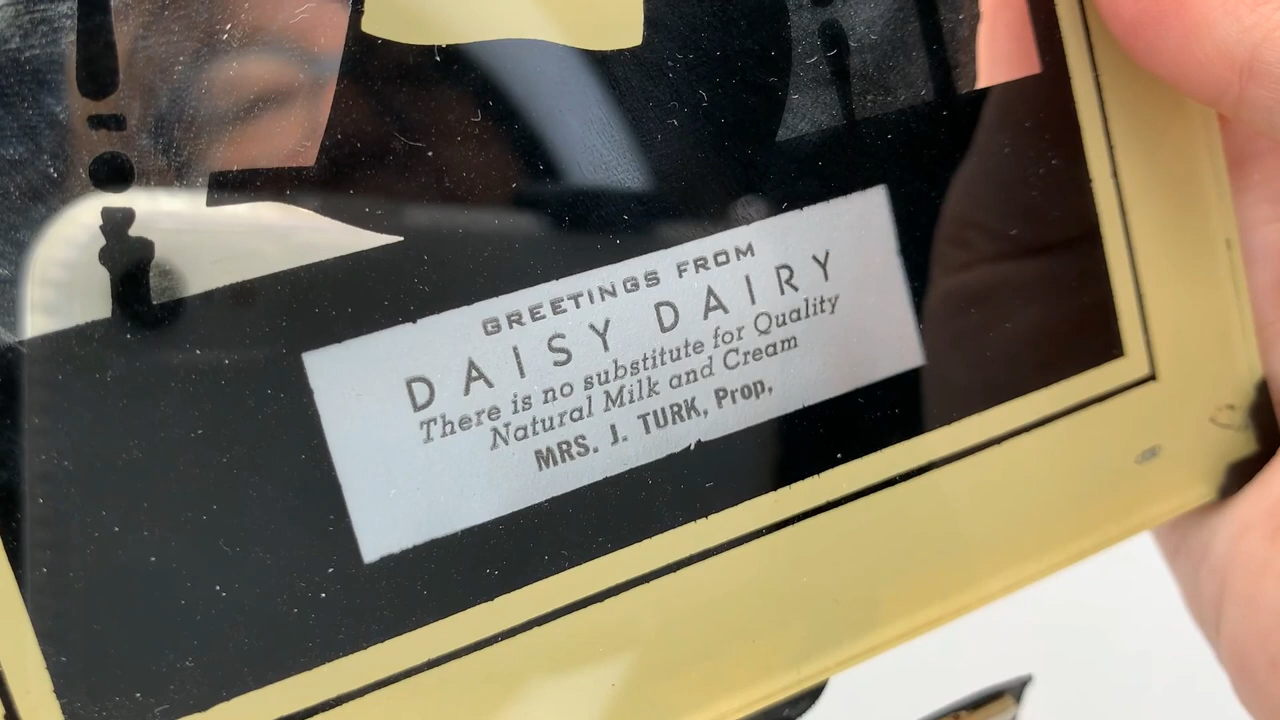 GREETINGS FROM
DAISY DAIRY
There is no substitute for Quality
Natural Milk and Cream
MRS. J. TURK, Prop.